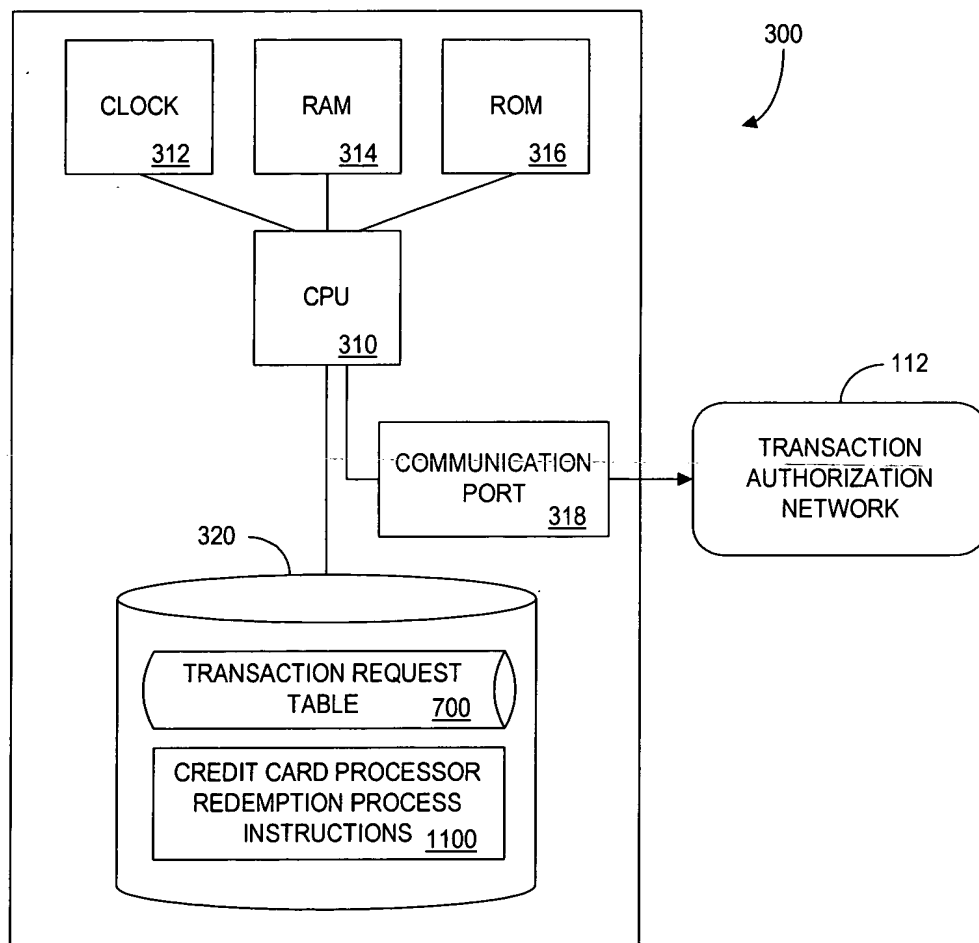 300
CLOCK
312
RAM
314
ROM
316
CPU
310
112
COMMUNICATION
PORT
318
TRANSACTION
AUTHORIZATION
NETWORK
320
TRANSACTION REQUEST
TABLE
700
CREDIT CARD PROCESSOR
REDEMPTION PROCESS
INSTRUCTIONS
1100